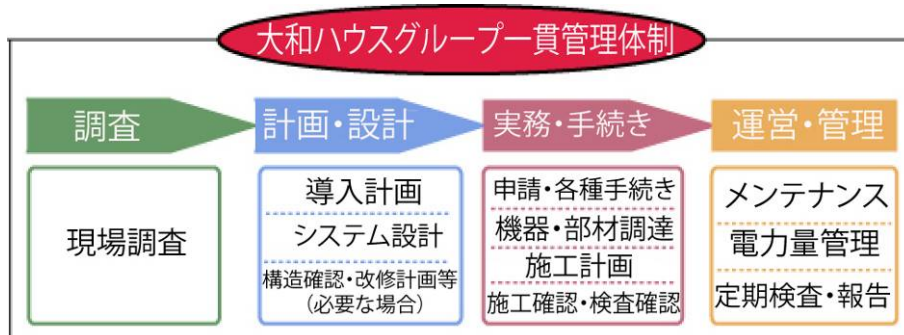 大和ハウスグループ一貫管理体制
調査
現場調査
計画・設計
導入計画
システム設計
構造確認・改修計画等
(必要な場合)
実務・手続き
申請・各種手続き
機器・部材調達
施工計画
施工確認・検査確認
運営・管理
メンテナンス
電力量管理
定期検査・報告